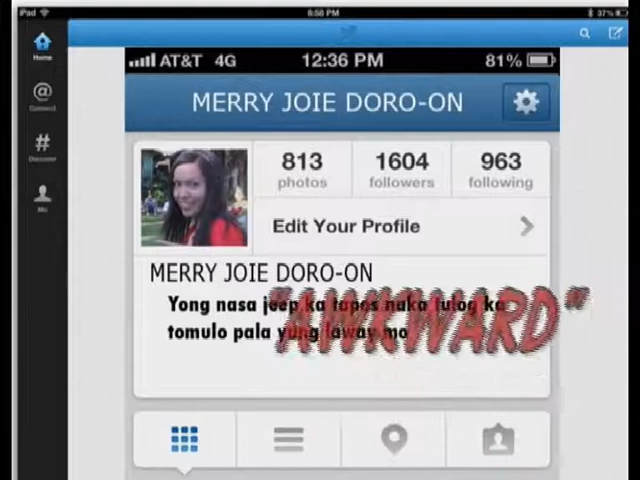 iPad 8:58 PM 37%
Home
Connect
Discover
Me
AT&T 4G 12:36 PM 81%
MERRY JOIE DORO-ON
813 1604 963
photos followers following
Edit Your Profile
MERRY JOIE DORO-ON
Yong nasa jeep ka tapos naka tulog ka
tomulo pala yung laway mo
"AWKWARD"